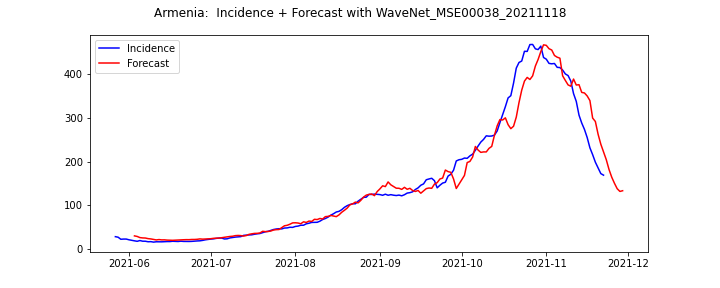 Armenia:  Incidence + Forecast with WaveNet_MSE00038_20211118
Incidence
Forecast
400
300
200
100
0
2021-06 2021-07 2021-08 2021-09 2021-10 2021-11 2021-12